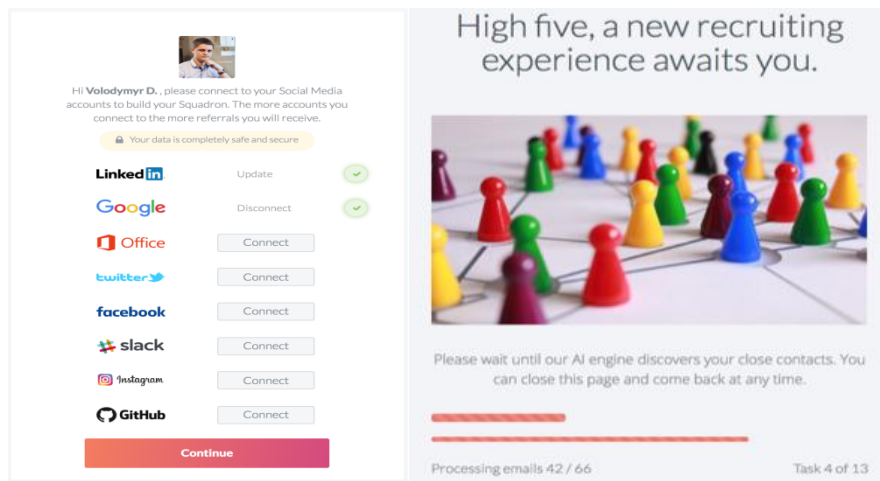 Hi Volodymyr D. , please connect to your Social Media
accounts to build your Squadron. The more accounts you
connect to the more referrals you will receive.
Your data is completely safe and secure
Linked in Update
Google Disconnect
Office Connect
twitter Connect
facebook Connect
slack Connect
Instagram Connect
GitHub Connect
Continue
High five, a new recruiting
experience awaits you.
Please wait until our AI engine discovers your close contacts. You
can close this page and come back at any time.
Processing emails 42 / 66 Task 4 of 13